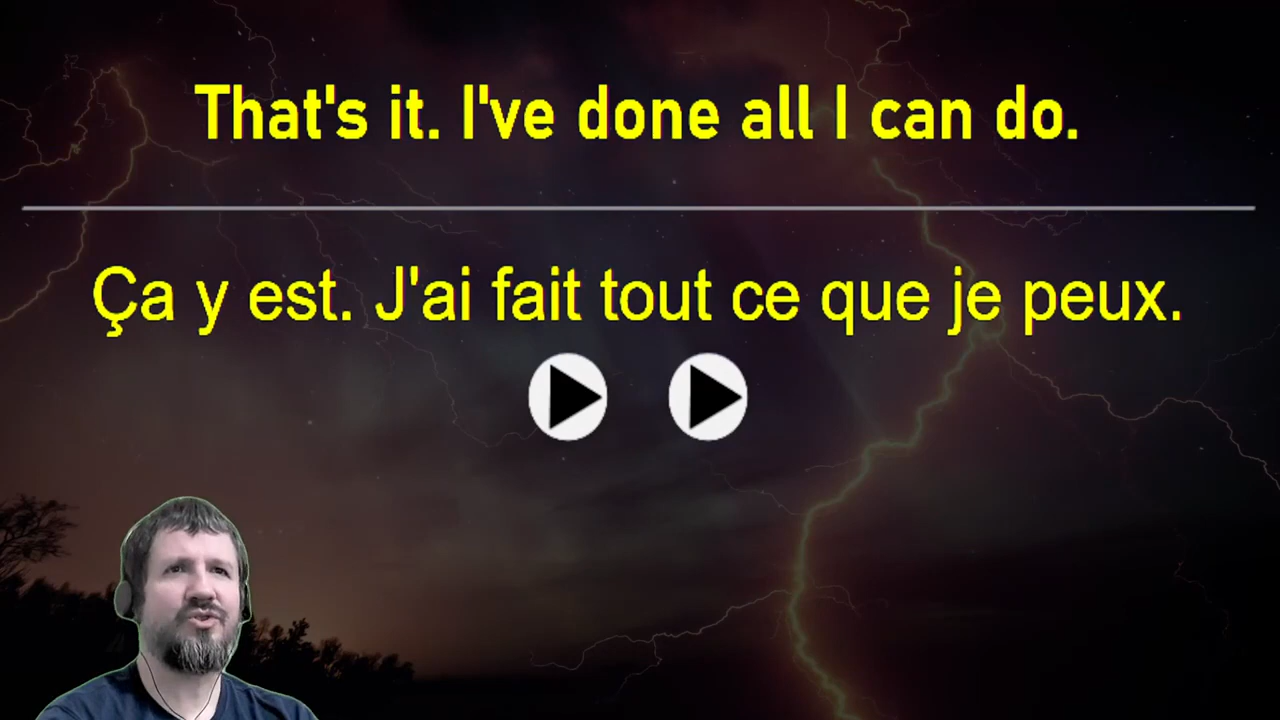 That's it. I've done all I can do.
Ça y est. J'ai fait tout ce que je peux.